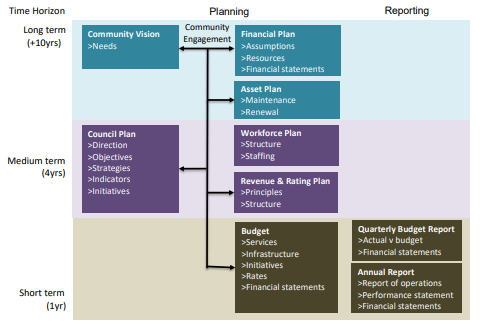 Time Horizon
Planning
Reporting
Long term
(+10yrs)
Community Vision
>Needs
Community
Engagement
Financial Plan
>Assumptions
>Resources
>Financial statements
Asset Plan
>Maintenance
>Renewal
Medium term
(4yrs)
Council Plan
>Direction
>Objectives
>Strategies
>Indicators
>Initiatives
Workforce Plan
>Structure
>Staffing
Revenue & Rating Plan
>Principles
>Structure
Short term
(1yr)
Budget
>Services
>Infrastructure
>Initiatives
>Rates
>Financial statements
Quarterly Budget Report
>Actual v budget
>Financial statements
Annual Report
>Report of operations
>Performance statement
>Financial statements